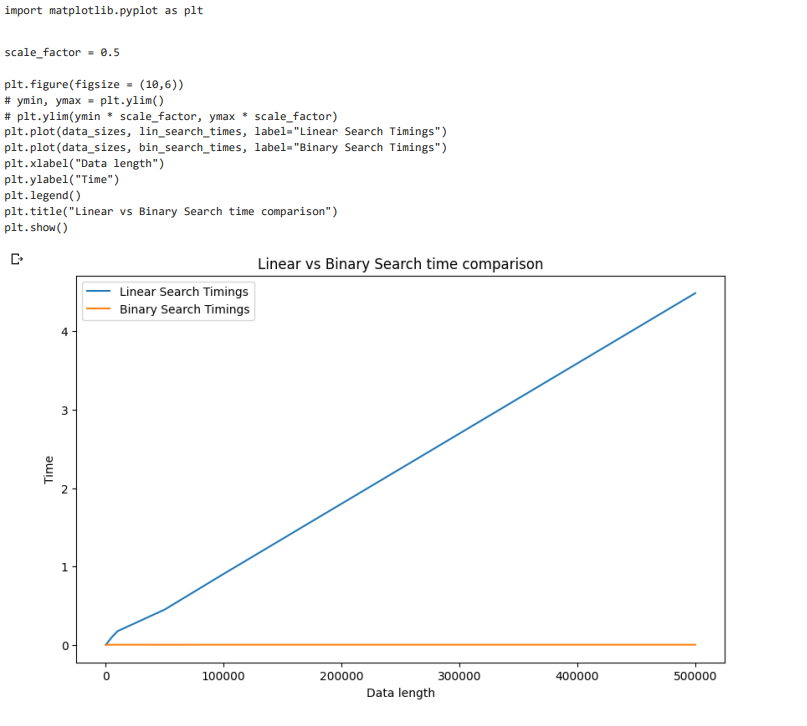 import matplotlib.pyplot as plt
scale_factor = 0.5
plt.figure(figsize = (10,6))
# ymin, ymax = plt.ylim()
# plt.ylim(ymin * scale_factor, ymax * scale_factor)
plt.plot(data_sizes, lin_search_times, label="Linear Search Timings")
plt.plot(data_sizes, bin_search_times, label="Binary Search Timings")
plt.xlabel("Data length")
plt.ylabel("Time")
plt.legend()
plt.title("Linear vs Binary Search time comparison")
plt.show()
Linear vs Binary Search time comparison
Linear Search Timings
Binary Search Timings
4
3
2
1
0
Time
0 100000 200000 300000 400000 500000
Data length